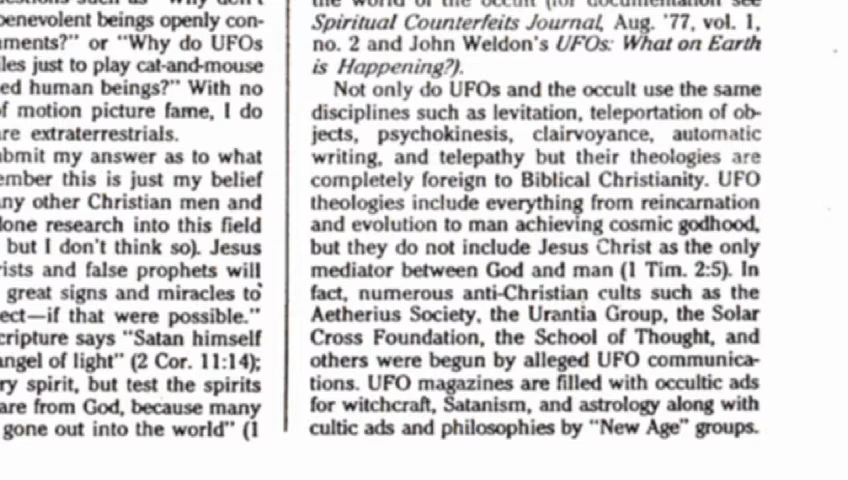 benevolent beings openly con-
ments?" or "Why do UFOs
les just to play cat-and-mouse
ed human beings?" With no
f motion picture fame, I do
re extraterrestrials.
bmit my answer as to what
ember this is just my belief
ny other Christian men and
lone research into this field
but I don't think so). Jesus
rists and false prophets will
great signs and miracles to
ect—if that were possible."
cripture says "Satan himself
angel of light" (2 Cor. 11:14);
ry spirit, but test the spirits
are from God, because many
gone out into the world" (1
the world of the occult (for documentation see
Spiritual Counterfeits Journal, Aug. '77, vol. 1,
no. 2 and John Weldon's UFOs: What on Earth
is Happening?).
Not only do UFOs and the occult use the same
disciplines such as levitation, teleportation of ob-
jects, psychokinesis, clairvoyance, automatic
writing, and telepathy but their theologies are
completely foreign to Biblical Christianity. UFO
theologies include everything from reincarnation
and evolution to man achieving cosmic godhood,
but they do not include Jesus Christ as the only
mediator between God and man (1 Tim. 2:5). In
fact, numerous anti-Christian cults such as the
Aetherius Society, the Urantia Group, the Solar
Cross Foundation, the School of Thought, and
others were begun by alleged UFO communica-
tions. UFO magazines are filled with occultic ads
for witchcraft, Satanism, and astrology along with
cultic ads and philosophies by "New Age" groups.